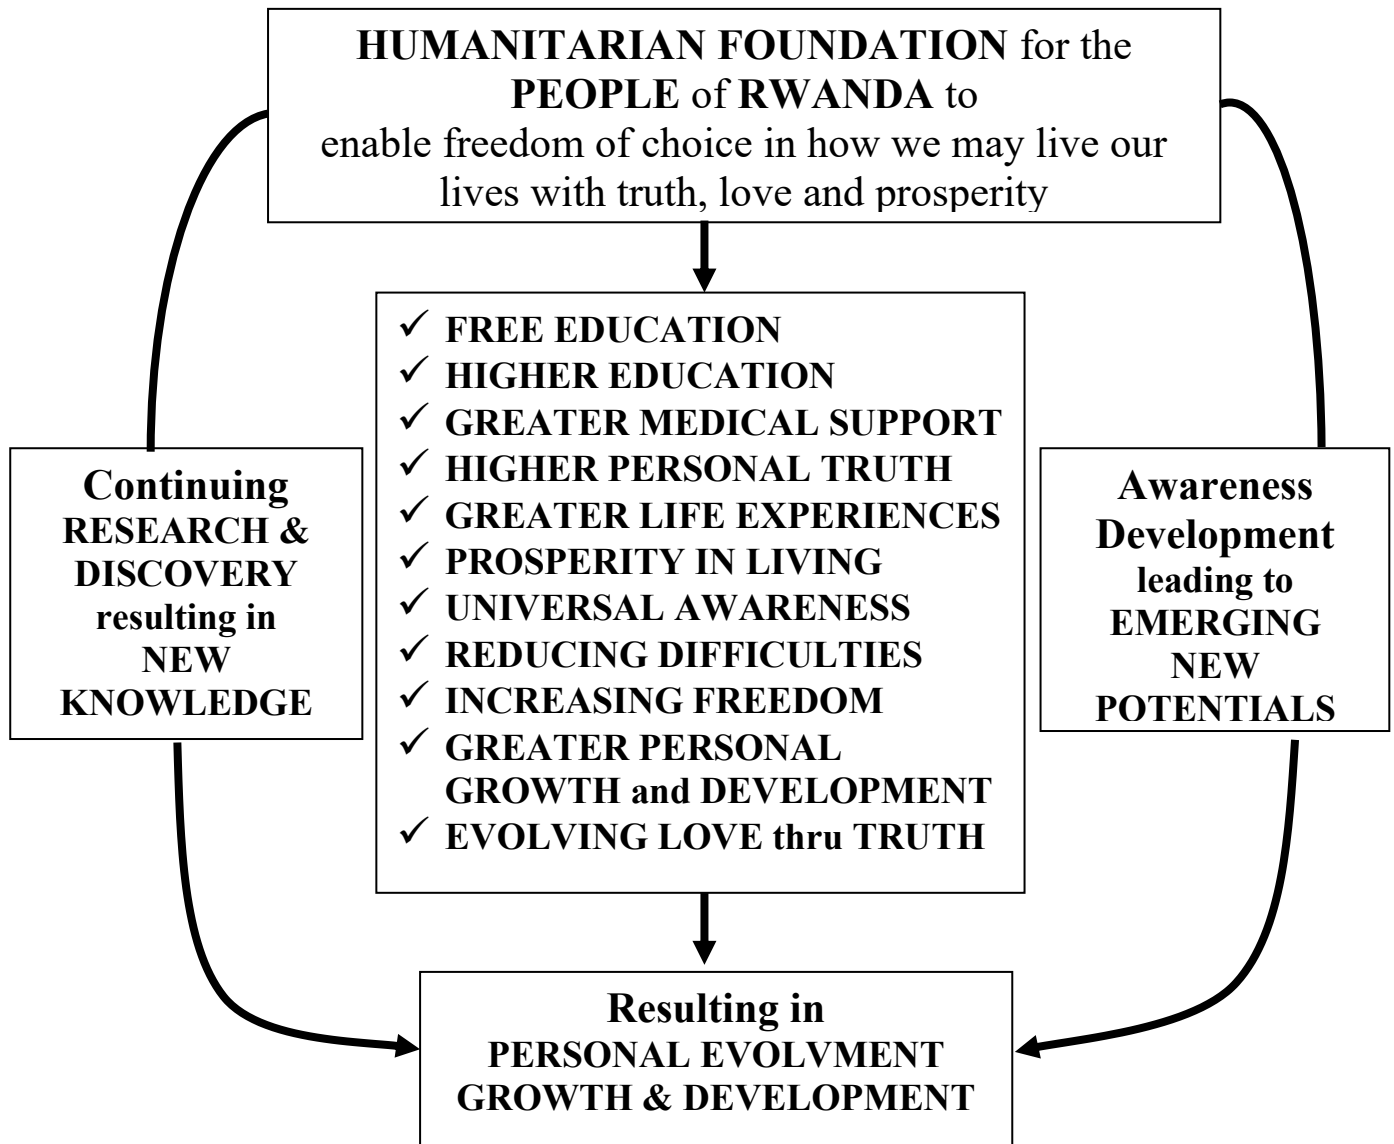 HUMANITARIAN FOUNDATION for the
PEOPLE of RWANDA to
enable freedom of choice in how we may live our
lives with truth, love and prosperity
✓ FREE EDUCATION
✓ HIGHER EDUCATION
✓ GREATER MEDICAL SUPPORT
✓ HIGHER PERSONAL TRUTH
✓ GREATER LIFE EXPERIENCES
✓ PROSPERITY IN LIVING
✓ UNIVERSAL AWARENESS
✓ REDUCING DIFFICULTIES
✓ INCREASING FREEDOM
✓ GREATER PERSONAL
GROWTH and DEVELOPMENT
✓ EVOLVING LOVE thru TRUTH
Continuing
RESEARCH &
DISCOVERY
resulting in
NEW
KNOWLEDGE
Awareness
Development
leading to
EMERGING
NEW
POTENTIALS
Resulting in
PERSONAL EVOLVMENT
GROWTH & DEVELOPMENT